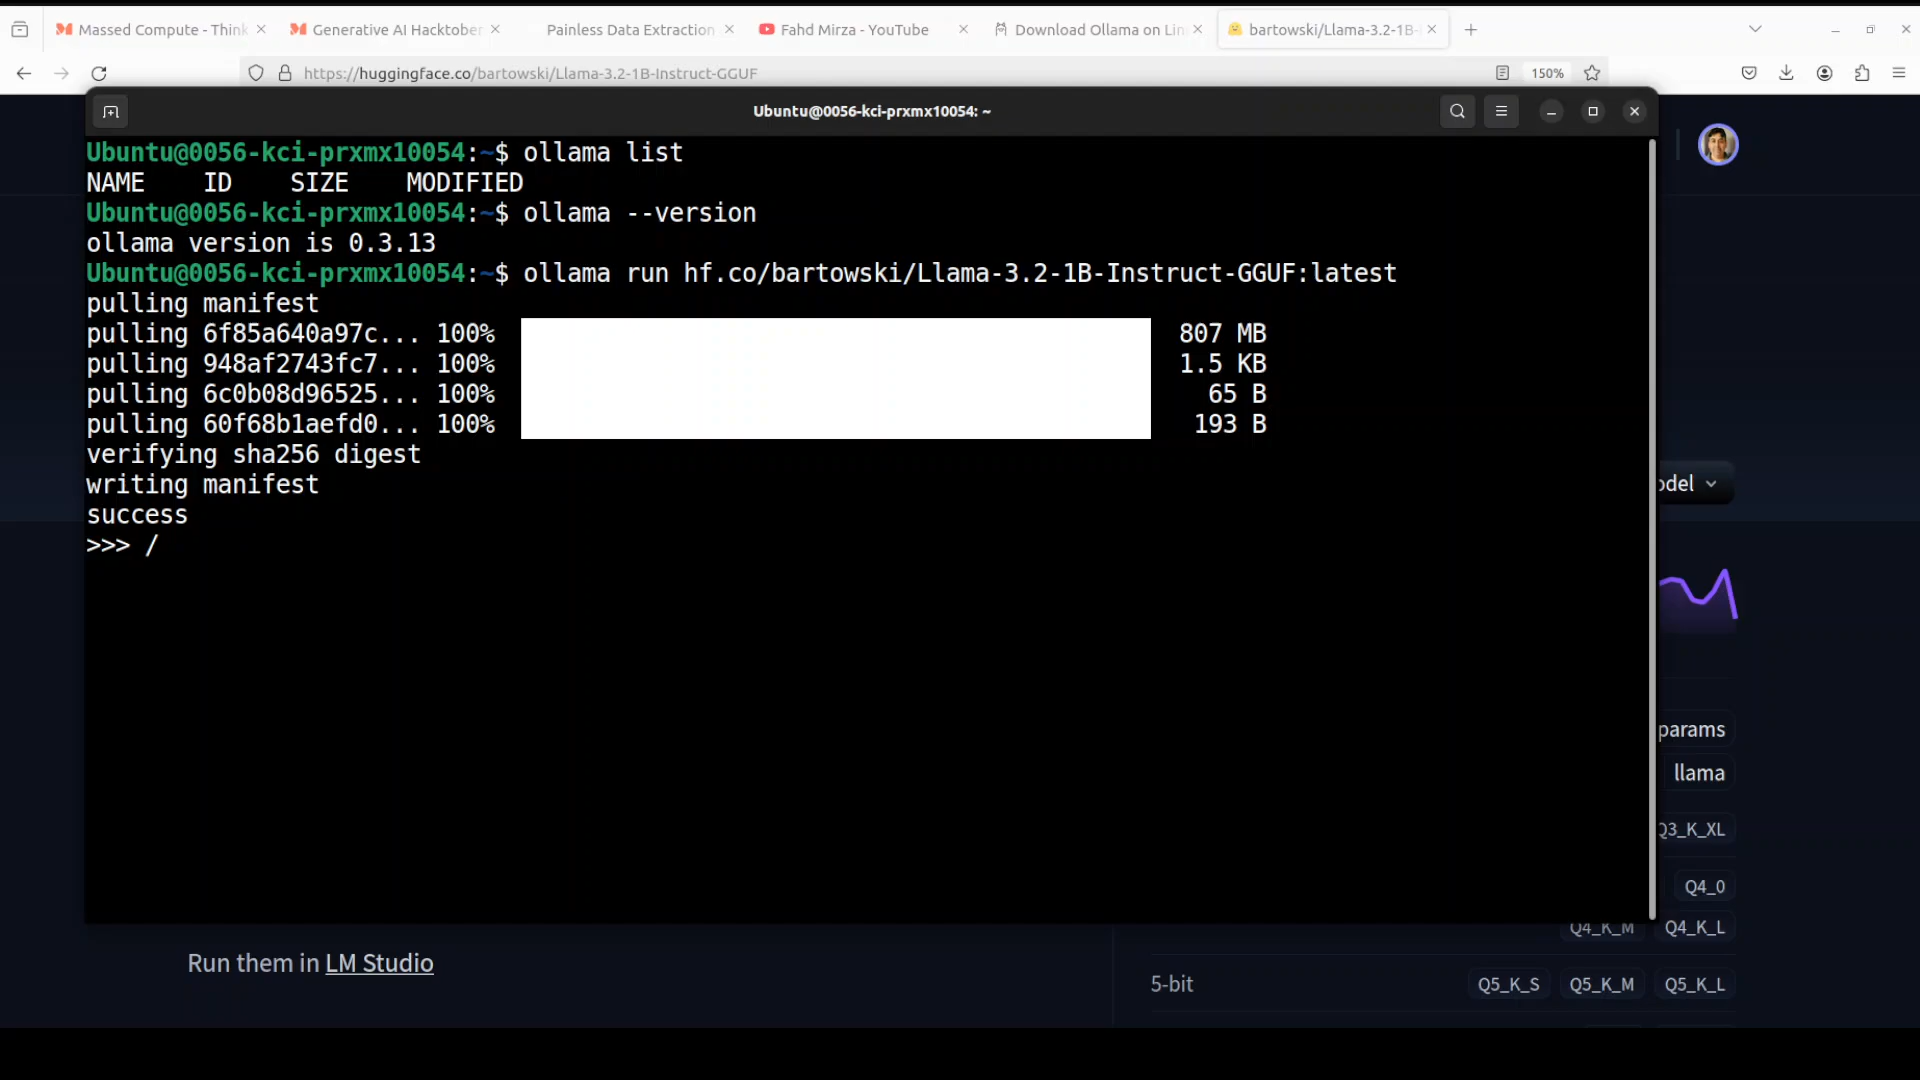 Massed Compute - Think
Generative AI Hacktober
Painless Data Extraction
Fahd Mirza - YouTube
Download Ollama on Lin
bartowski/Llama-3.2-1B-
https://huggingface.co/bartowski/Llama-3.2-1B-Instruct-GGUF
150%
Ubuntu@0056-kci-prxmx10054: ~
Ubuntu@0056-kci-prxmx10054:~$ ollama list
NAME ID SIZE MODIFIED
Ubuntu@0056-kci-prxmx10054:~$ ollama --version
ollama version is 0.3.13
Ubuntu@0056-kci-prxmx10054:~$ ollama run hf.co/bartowski/Llama-3.2-1B-Instruct-GGUF:latest
pulling manifest
pulling 6f85a640a97c... 100% 807 MB
pulling 948af2743fc7... 100% 1.5 KB
pulling 6c0b08d96525... 100% 65 B
pulling 60f68b1aefd0... 100% 193 B
verifying sha256 digest
writing manifest
success
>>> /
odel
params
llama
Q3_K_XL
Q4_0
Q4_K_M Q4_K_L
Run them in LM Studio
5-bit Q5_K_S Q5_K_M Q5_K_L